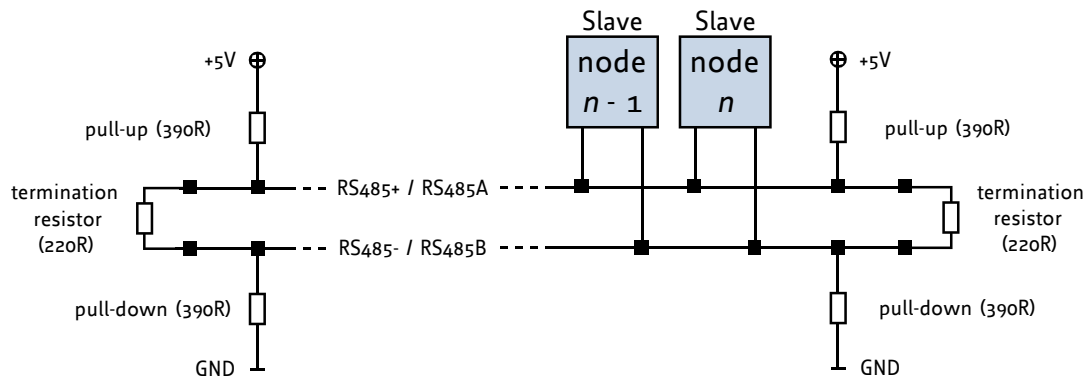 Slave
Slave
node
n - 1
node
n
+5V
+5V
pull-up (390R)
pull-up (390R)
termination
resistor
(220R)
RS485+ / RS485A
termination
resistor
(220R)
RS485- / RS485B
pull-down (390R)
pull-down (390R)
GND
GND